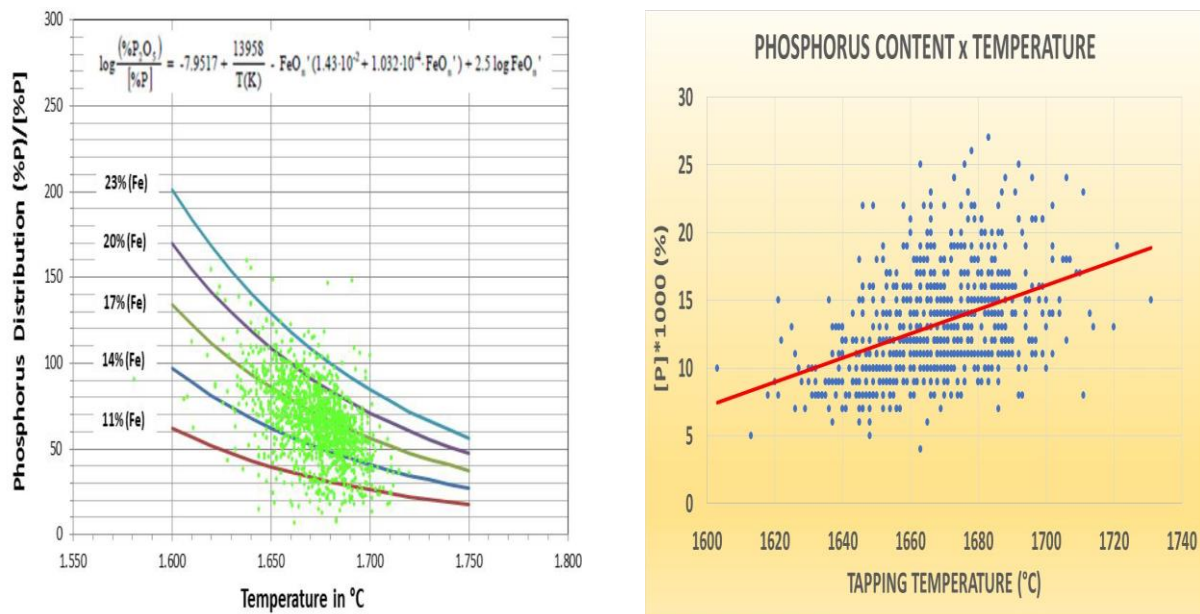 300
250
200
150
100
50
0
Phosphorus Distribution (%P)/[%P]
log (%P₂O₅)/[%P] = -7.9517 + 13958/T(K) - FeOₙ'(1.43·10⁻² + 1.032·10⁻⁴·FeOₙ') + 2.5 log FeOₙ'
23% (Fe)
20% (Fe)
17% (Fe)
14% (Fe)
11% (Fe)
1.550 1.600 1.650 1.700 1.750 1.800
Temperature in °C
PHOSPHORUS CONTENT x TEMPERATURE
30
25
20
15
10
5
0
[P]*1000 (%)
1600 1620 1640 1660 1680 1700 1720 1740
TAPPING TEMPERATURE (°C)